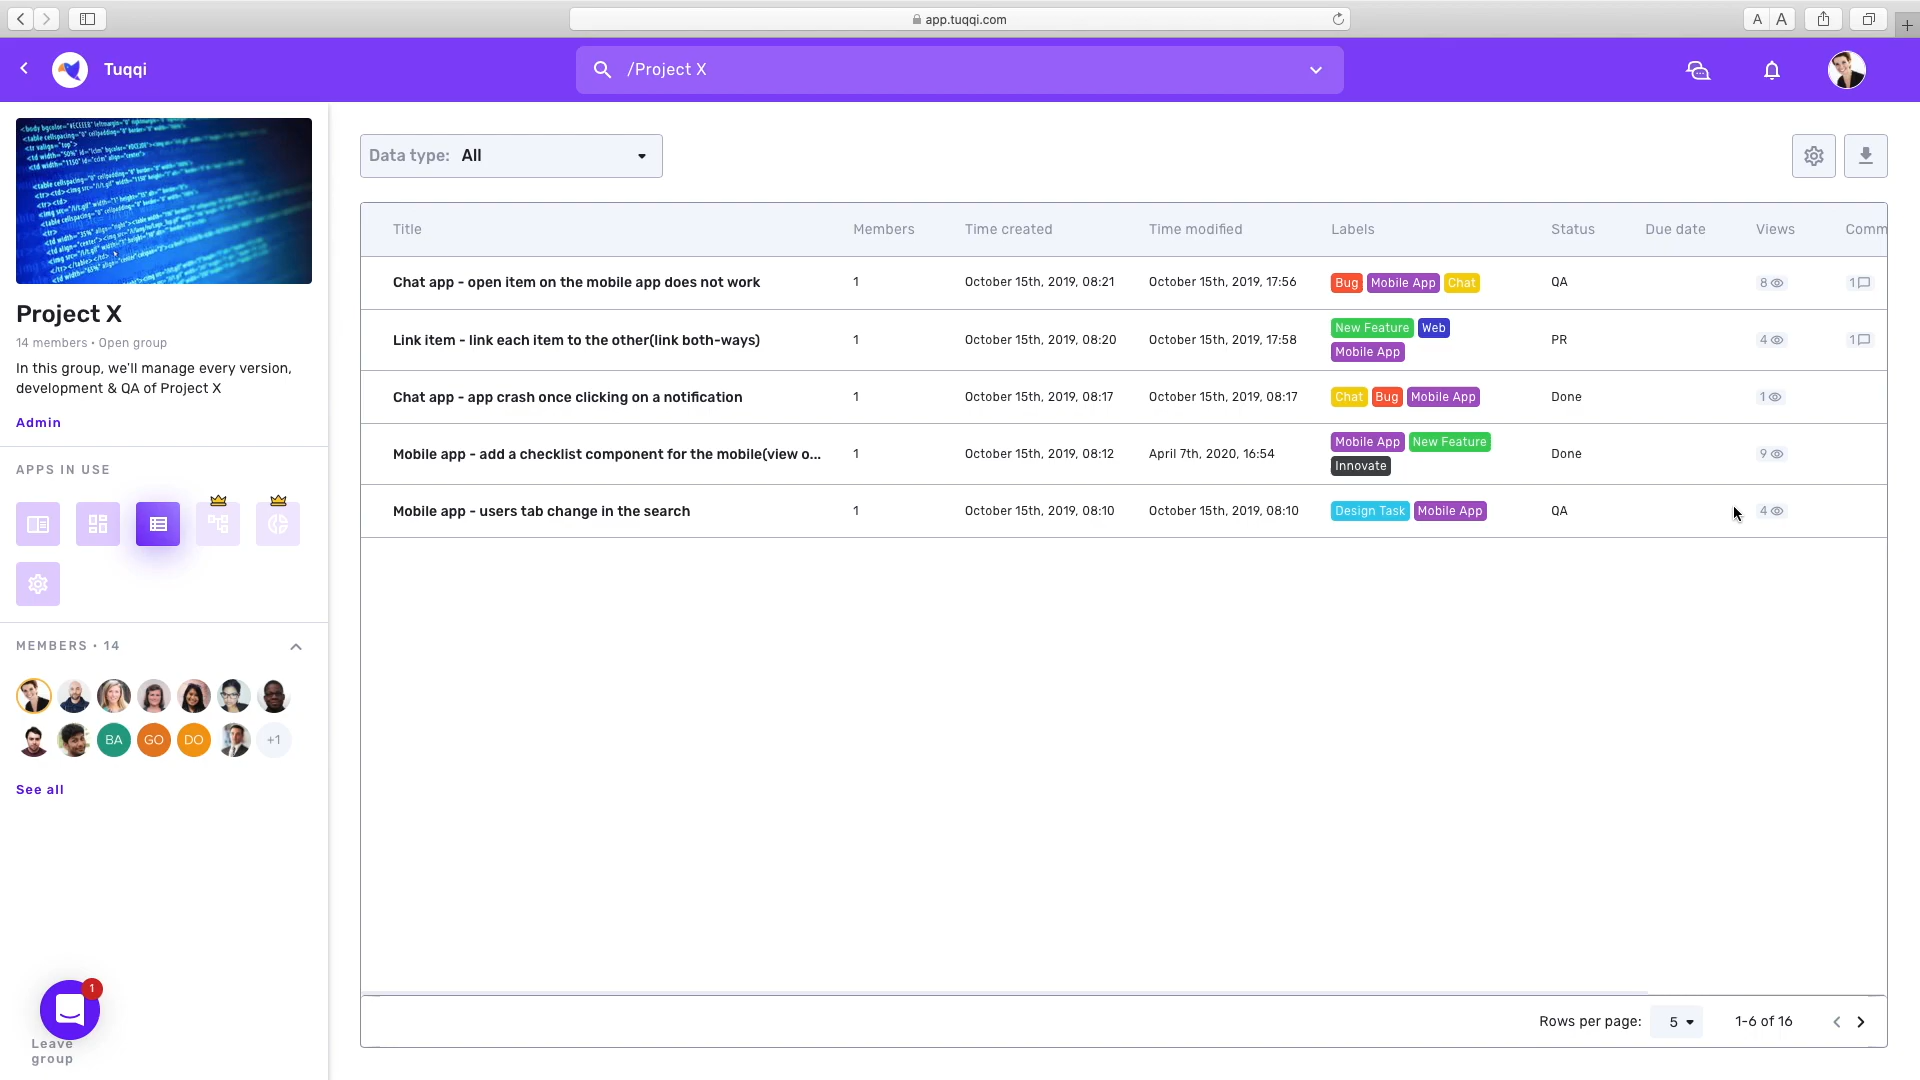 app.tuqqi.com
A A
Tuqqi
/Project X
Project X
14 members • Open group
In this group, we'll manage every version,
development & QA of Project X
Admin
APPS IN USE
MEMBERS • 14
BA GO DO +1
See all
1
Leave
group
Data type: All
Title Members Time created Time modified Labels Status Due date Views Comm
Chat app - open item on the mobile app does not work 1 October 15th, 2019, 08:21 October 15th, 2019, 17:56 Bug Mobile App Chat QA 8 1
Link item - link each item to the other(link both-ways) 1 October 15th, 2019, 08:20 October 15th, 2019, 17:58 New Feature Web PR 4 1
Mobile App
Chat app - app crash once clicking on a notification 1 October 15th, 2019, 08:17 October 15th, 2019, 08:17 Chat Bug Mobile App Done 1
Mobile app - add a checklist component for the mobile(view o... 1 October 15th, 2019, 08:12 April 7th, 2020, 16:54 Mobile App New Feature Done 9
Innovate
Mobile app - users tab change in the search 1 October 15th, 2019, 08:10 October 15th, 2019, 08:10 Design Task Mobile App QA 4
Rows per page: 5 1-6 of 16